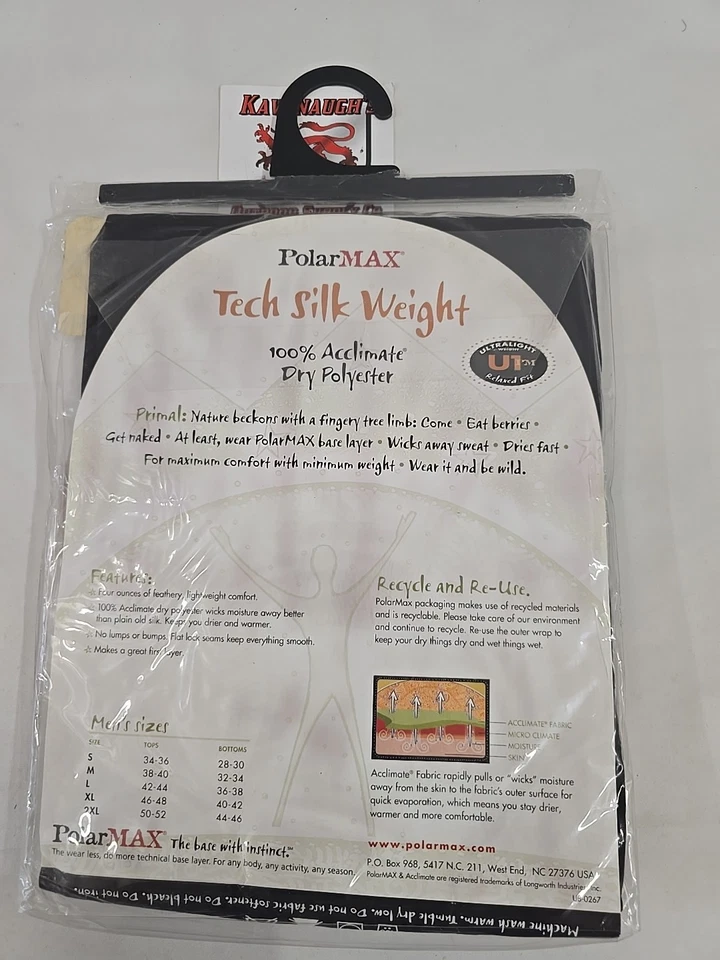 KAVANAUGH'S
PolarMAX®
Tech Silk Weight
100% Acclimate®
Dry Polyester
ULTRALIGHT
WEIGHT
U1™
Relaxed Fit
Primal: Nature beckons with a fingery tree limb: Come • Eat berries •
Get naked • At least, wear PolarMAX base layer • Wicks away sweat • Dries fast •
For maximum comfort with minimum weight • Wear it and be wild.
Features:
Four ounces of feathery, lightweight comfort.
100% Acclimate dry polyester wicks moisture away better
than plain old silk. Keeps you drier and warmer.
No lumps or bumps. Flat lock seams keep everything smooth.
Makes a great first layer.
Recycle and Re-Use.
PolarMax packaging makes use of recycled materials
and is recyclable. Please take care of our environment
and continue to recycle. Re-use the outer wrap to
keep your dry things dry and wet things wet.
ACCLIMATE® FABRIC
MICRO CLIMATE
MOISTURE
SKIN
Acclimate® Fabric rapidly pulls or "wicks" moisture
away from the skin to the fabric's outer surface for
quick evaporation, which means you stay drier,
warmer and more comfortable.
Men's sizes
SIZE TOPS BOTTOMS
S 34-36 28-30
M 38-40 32-34
L 42-44 36-38
XL 46-48 40-42
2XL 50-52 44-46
PolarMAX® The base with instinct.℠
The wear less, do more technical base layer. For any body, any activity, any season.
www.polarmax.com
P.O. Box 968, 5417 N.C. 211, West End, NC 27376 USA
PolarMAX & Acclimate are registered trademarks of Longworth Industries, Inc.
US-0267
Machine wash warm. Tumble dry low. Do not use fabric softener. Do not bleach. Do not iron.